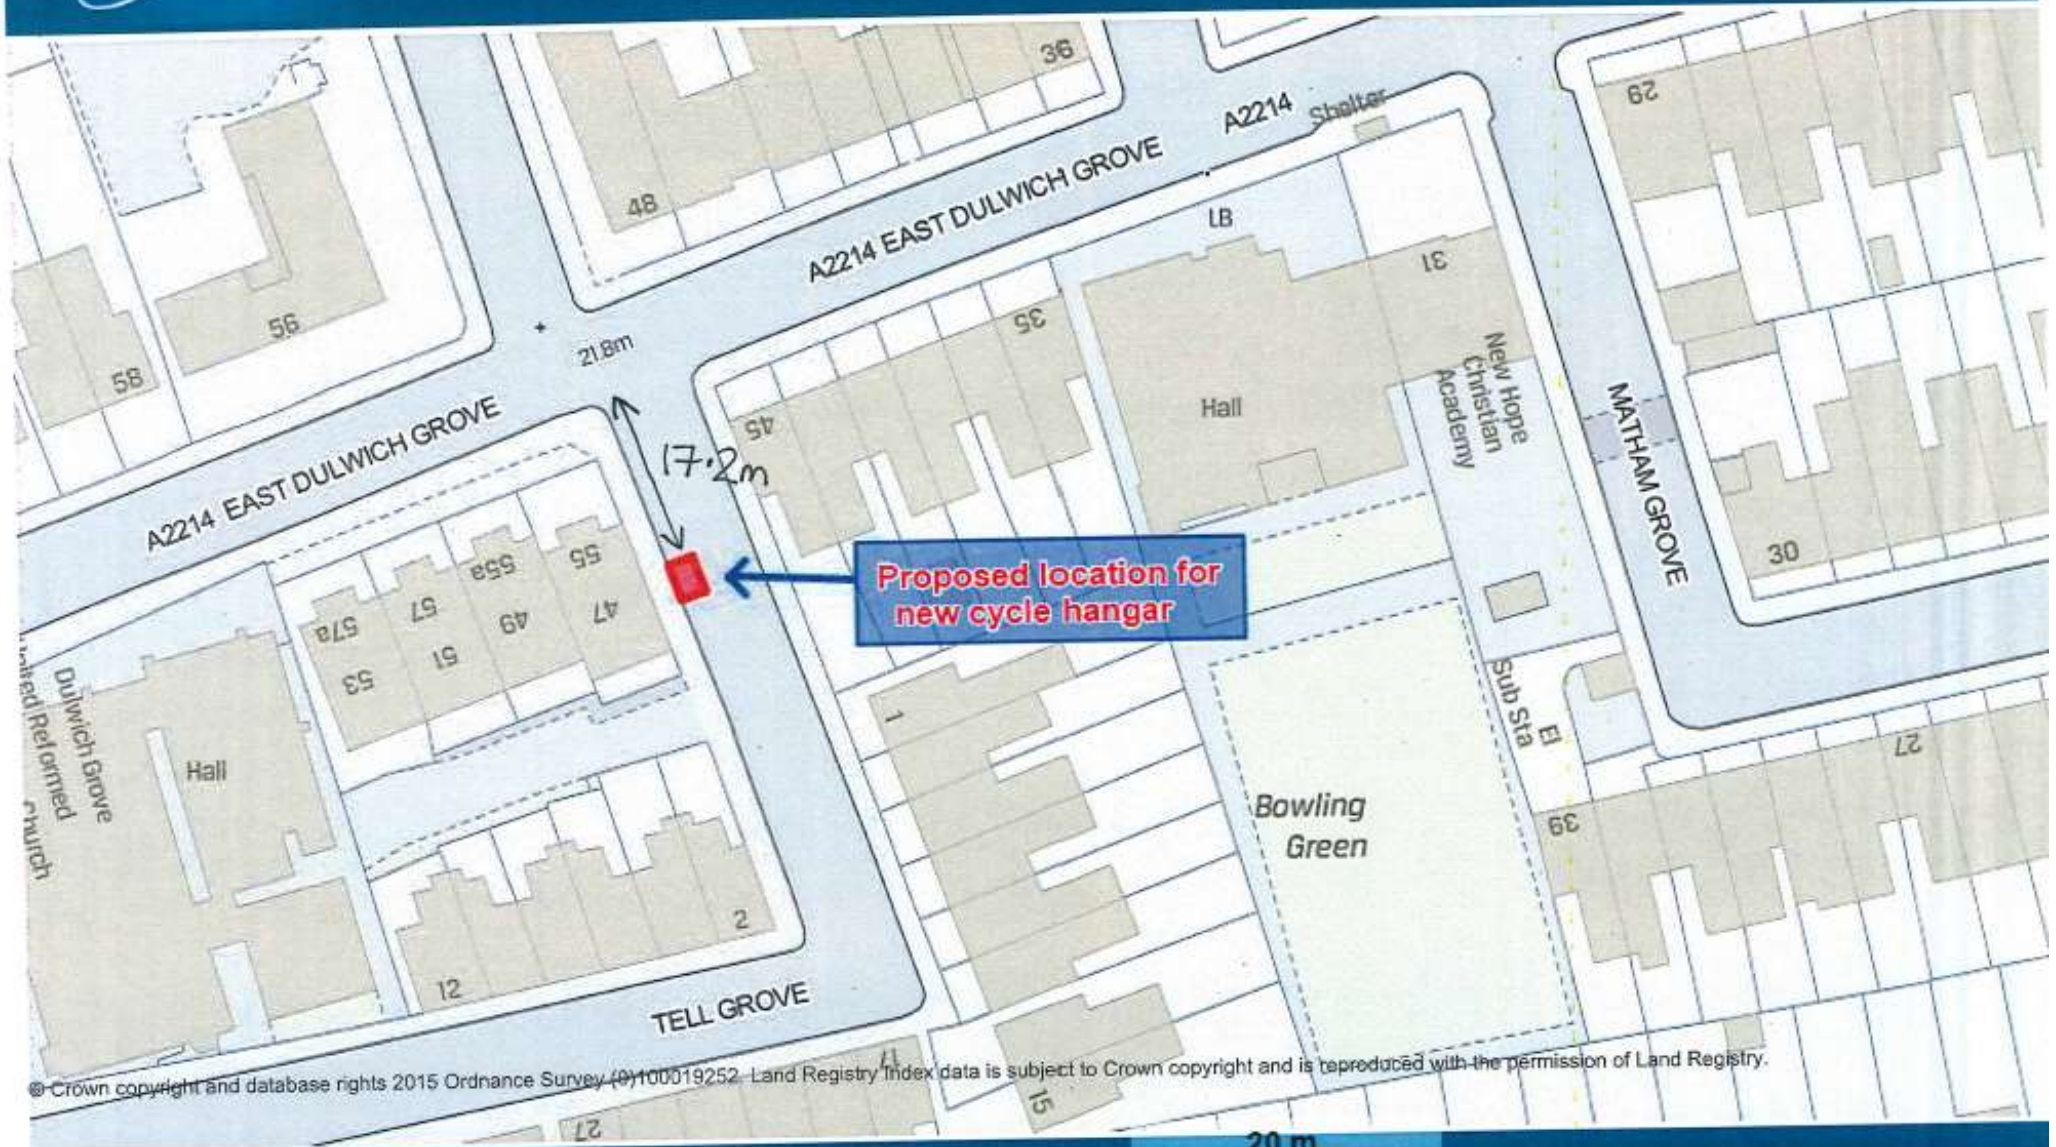 36
29
48
A2214 EAST DULWICH GROVE
A2214
Shelter
LB
31
56
58
21.8m
35
45
Hall
New Hope
Christian
Academy
MATHAM GROVE
A2214 EAST DULWICH GROVE
17.2m
30
Proposed location for
new cycle hangar
55
55a
57
57a
47
49
51
53
Dulwich Grove
United Reformed
Church
Hall
1
El
Sub Sta
27
39
Bowling
Green
2
12
TELL GROVE
17
© Crown copyright and database rights 2015 Ordnance Survey (0)100019252. Land Registry Index data is subject to Crown copyright and is reproduced with the permission of Land Registry.
15
27
20 m